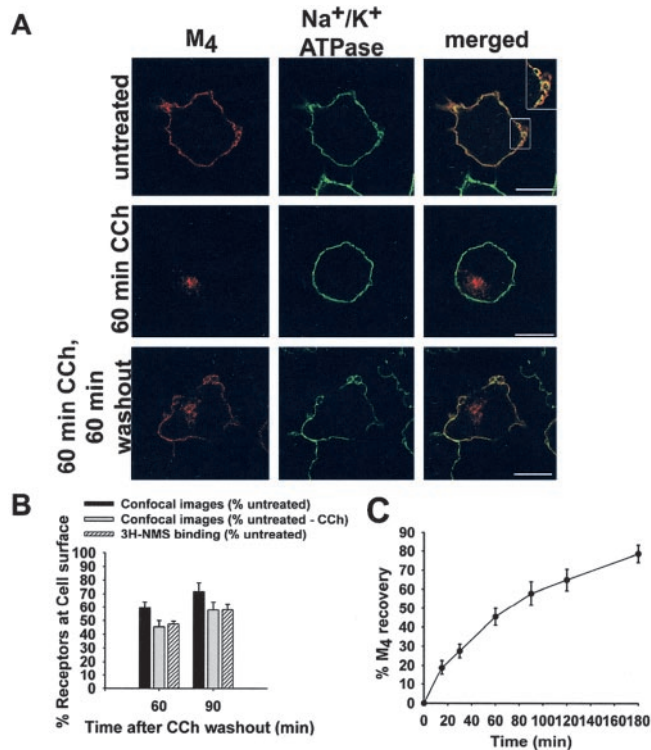 A
M4
Na+/K+
ATPase
merged
untreated
60 min CCh
60 min CCh,
60 min
washout
B
Confocal images (% untreated)
Confocal images (% untreated - CCh)
3H-NMS binding (% untreated)
% Receptors at Cell surface
100
90
80
70
60
50
40
30
20
10
0
60
90
Time after CCh washout (min)
C
% M4 recovery
90
80
70
60
50
40
30
20
10
0
0
20
40
60
80
100
120
140
160
180
Time (min)